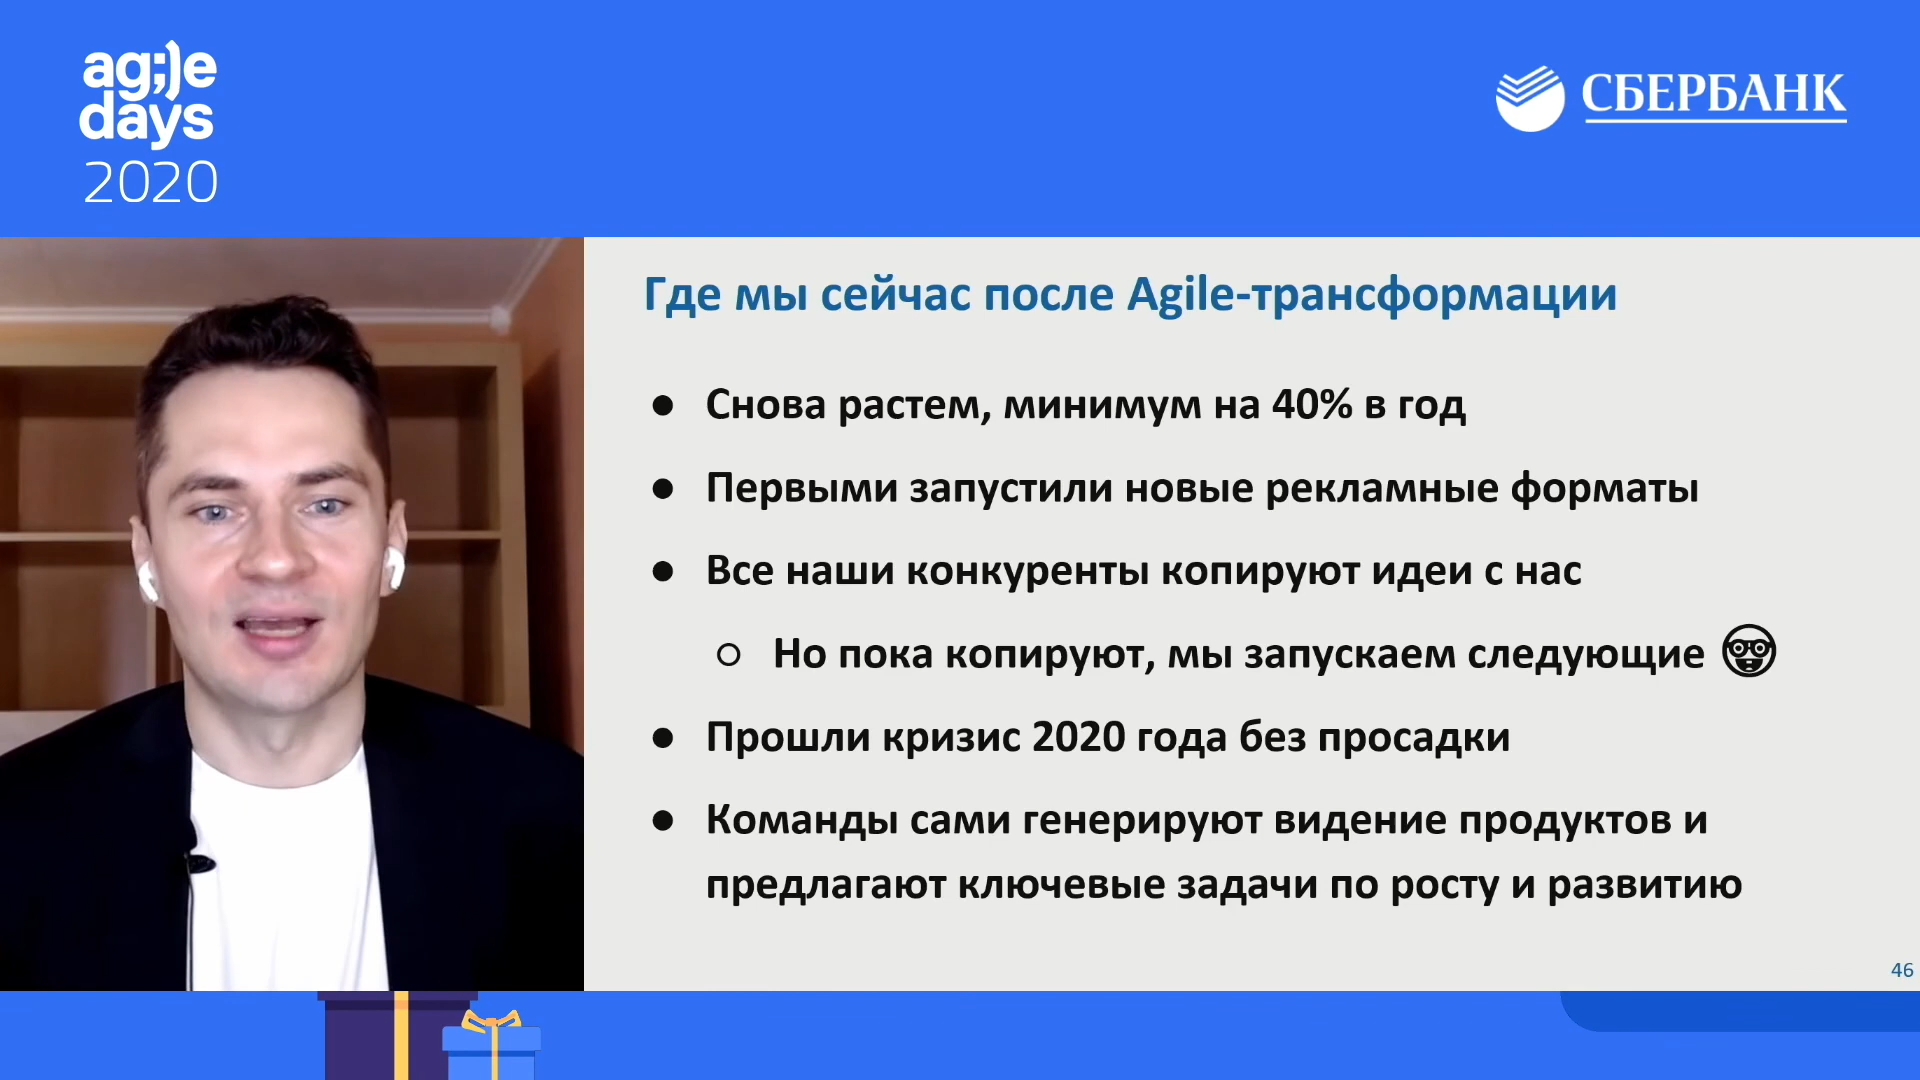 ag;le
days
2020
СБЕРБАНК
Где мы сейчас после Agile-трансформации
● Снова растем, минимум на 40% в год
● Первыми запустили новые рекламные форматы
● Все наши конкуренты копируют идеи с нас
○ Но пока копируют, мы запускаем следующие 🤓
● Прошли кризис 2020 года без просадки
● Команды сами генерируют видение продуктов и
предлагают ключевые задачи по росту и развитию
46